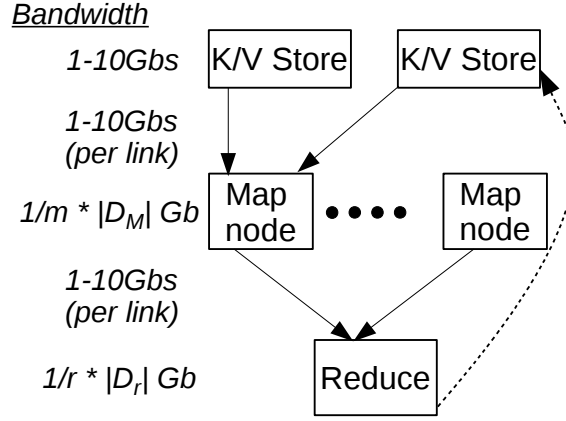 Bandwidth
1-10Gbs
K/V Store
K/V Store
1-10Gbs
(per link)
1/m * |D_M| Gb
Map
node
Map
node
1-10Gbs
(per link)
1/r * |D_r| Gb
Reduce